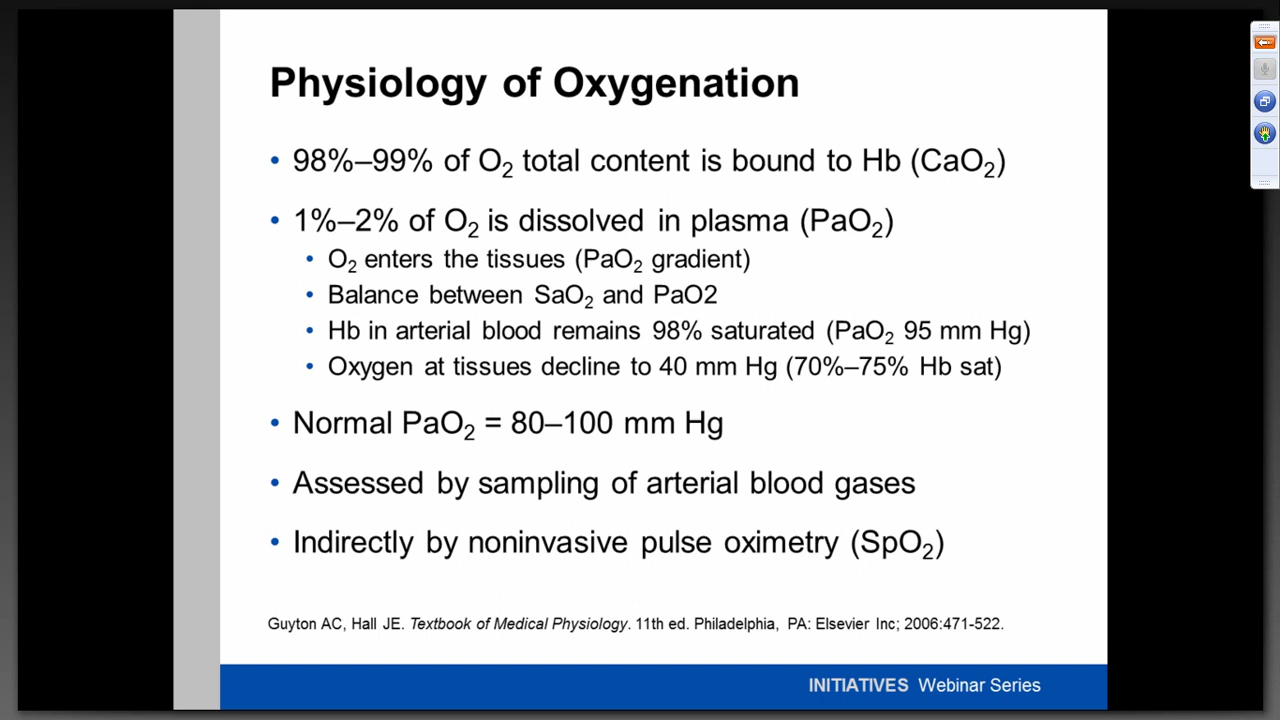 Physiology of Oxygenation
• 98%–99% of O₂ total content is bound to Hb (CaO₂)
• 1%–2% of O₂ is dissolved in plasma (PaO₂)
• O₂ enters the tissues (PaO₂ gradient)
• Balance between SaO₂ and PaO2
• Hb in arterial blood remains 98% saturated (PaO₂ 95 mm Hg)
• Oxygen at tissues decline to 40 mm Hg (70%–75% Hb sat)
• Normal PaO₂ = 80–100 mm Hg
• Assessed by sampling of arterial blood gases
• Indirectly by noninvasive pulse oximetry (SpO₂)
Guyton AC, Hall JE. Textbook of Medical Physiology. 11th ed. Philadelphia, PA: Elsevier Inc; 2006:471-522.
INITIATIVES Webinar Series